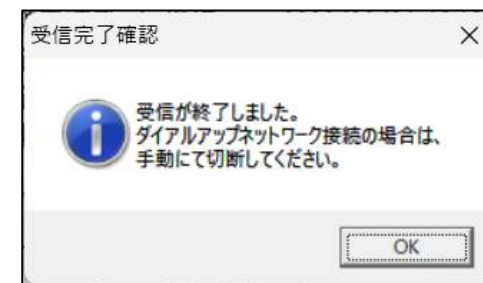 受信完了確認
受信が終了しました。
ダイアルアップネットワーク接続の場合は、
手動にて切断してください。
OK